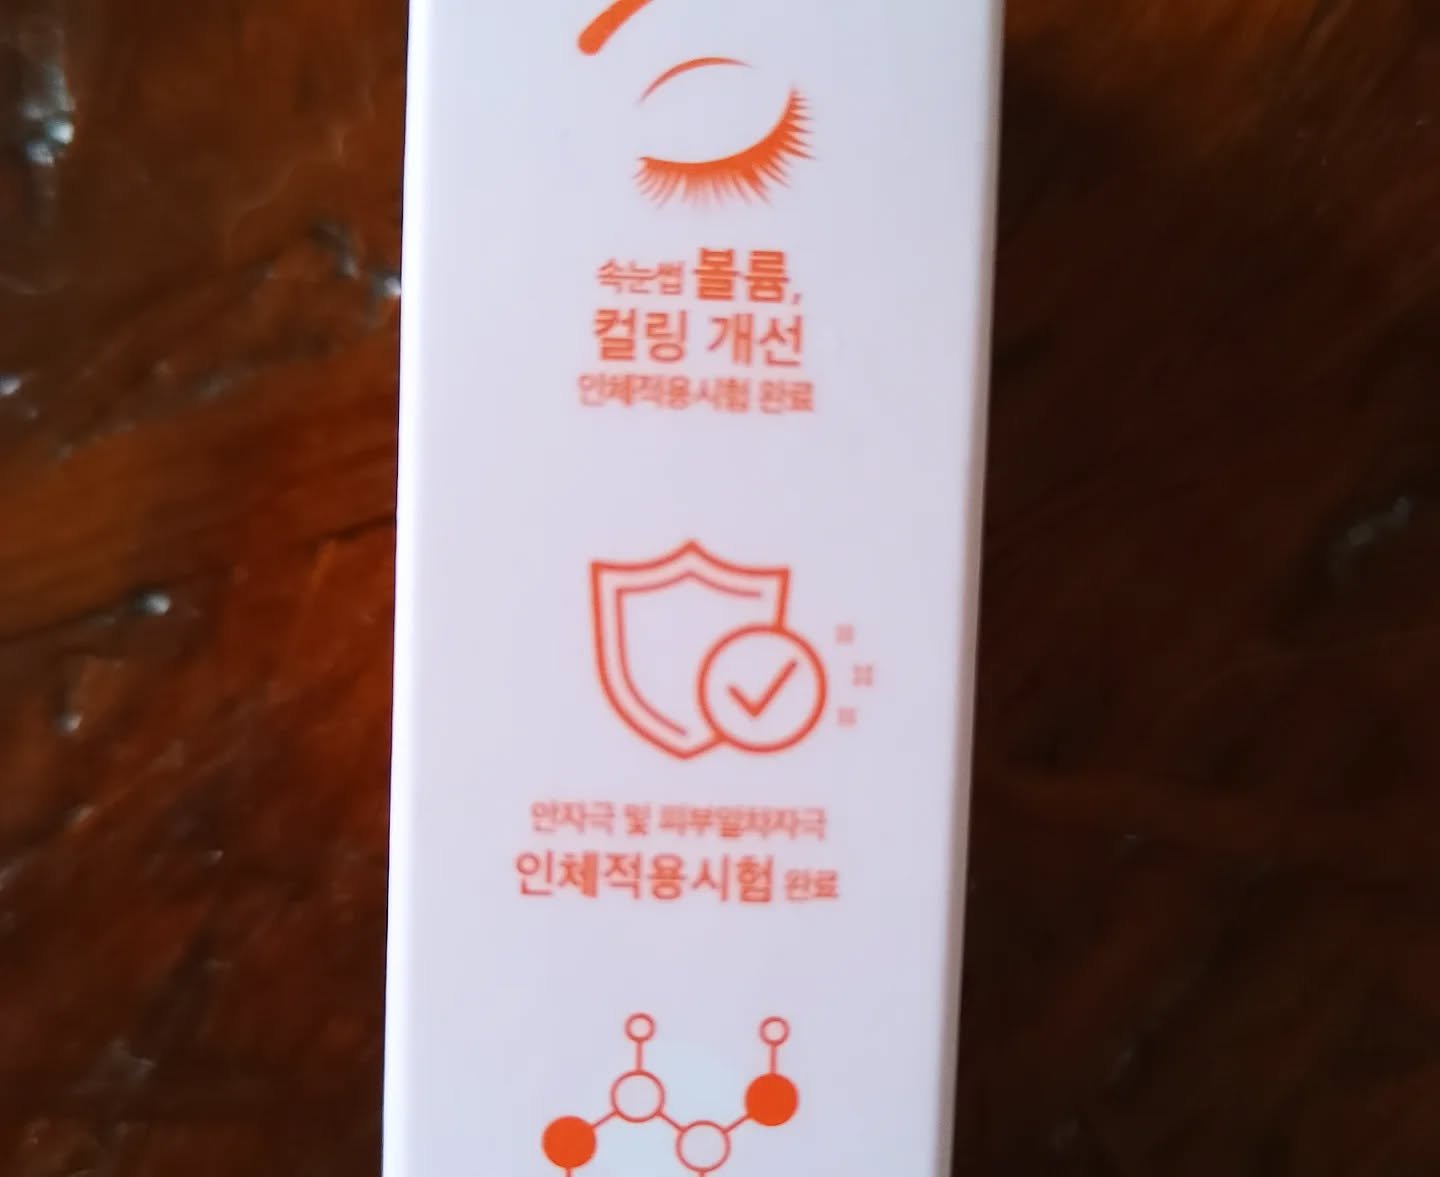 속눈썹 볼륨,
컬링 개선
인체적용시험 완료
안자극 및 피부일차자극
인체적용시험 완료